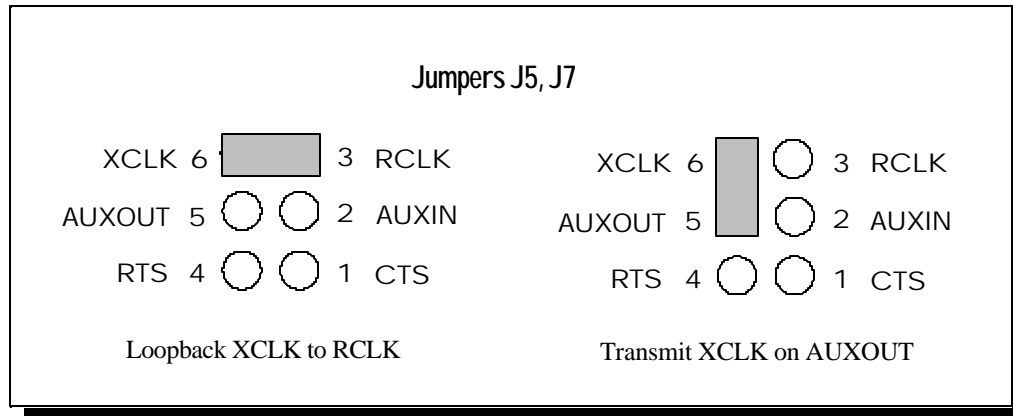 Jumpers J5, J7
XCLK 6 3 RCLK
AUXOUT 5 2 AUXIN
RTS 4 1 CTS
Loopback XCLK to RCLK
XCLK 6 3 RCLK
AUXOUT 5 2 AUXIN
RTS 4 1 CTS
Transmit XCLK on AUXOUT